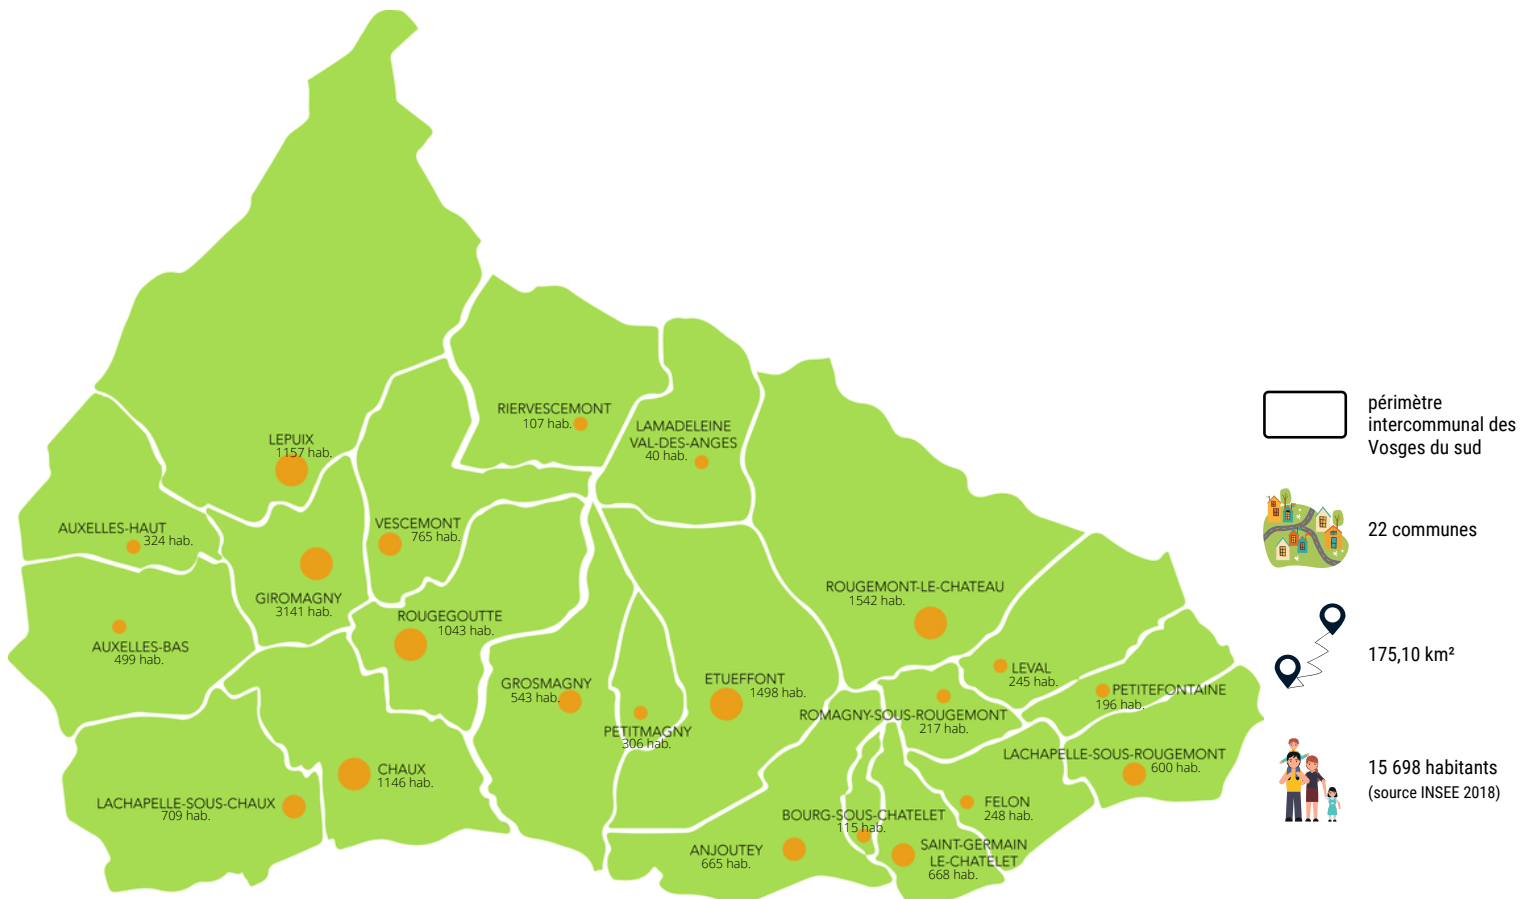 RIERVESCEMONT
107 hab.
LAMADELEINE
VAL-DES-ANGES
40 hab.
LEPUIX
1157 hab.
AUXELLES-HAUT
324 hab.
VESCEMONT
765 hab.
GIROMAGNY
3141 hab.
ROUGEGOUTTE
1043 hab.
AUXELLES-BAS
499 hab.
ROUGEMONT-LE-CHATEAU
1542 hab.
LEVAL
245 hab.
PETITEFONTAINE
196 hab.
GROSMAGNY
543 hab.
ETUEFFONT
1498 hab.
ROMAGNY-SOUS-ROUGEMONT
217 hab.
PETITMAGNY
306 hab.
LACHAPELLE-SOUS-ROUGEMONT
600 hab.
CHAUX
1146 hab.
LACHAPELLE-SOUS-CHAUX
709 hab.
FELON
248 hab.
BOURG-SOUS-CHATELET
115 hab.
ANJOUTEY
665 hab.
SAINT-GERMAIN
LE-CHATELET
668 hab.
périmètre
intercommunal des
Vosges du sud
22 communes
175,10 km²
15 698 habitants
(source INSEE 2018)